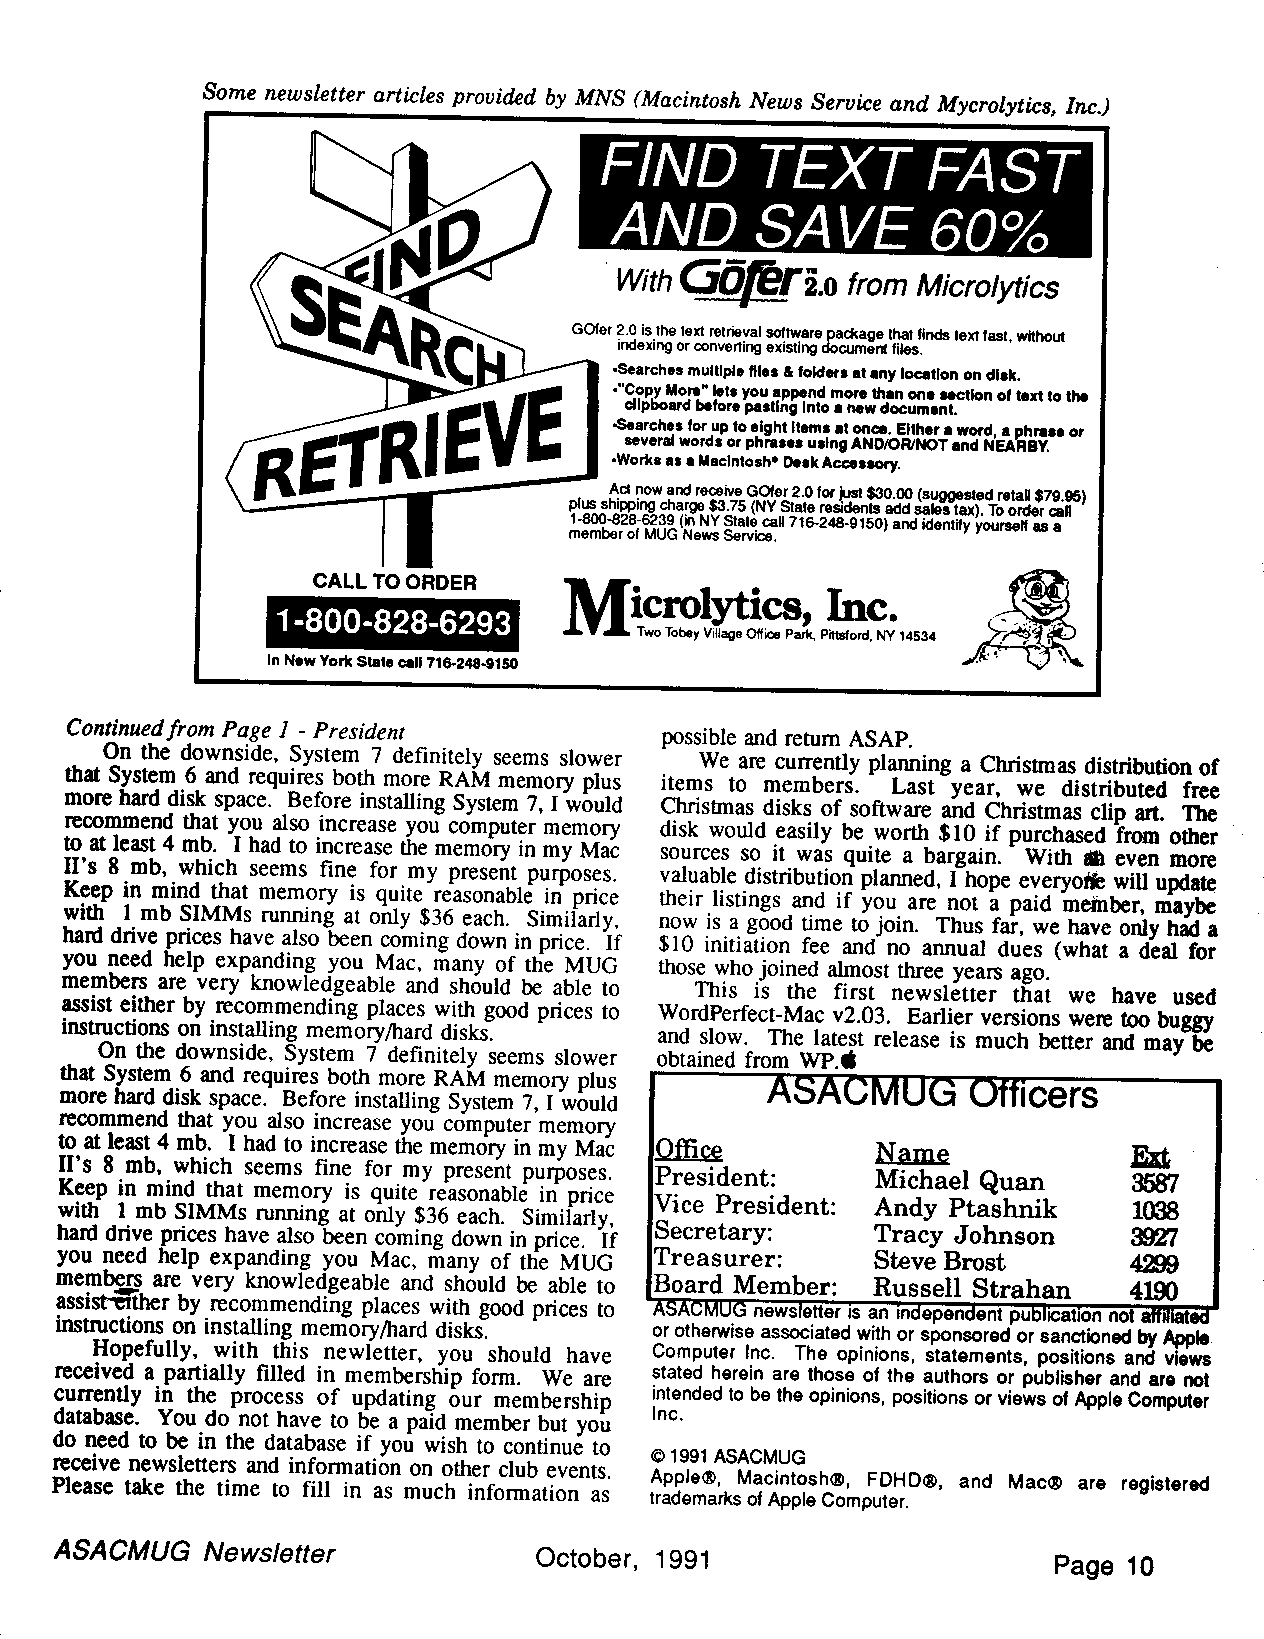 Some newsletter articles provided by MNS (Macintosh News Service and Mycrolytics, Inc.)
FIND
SEARCH
RETRIEVE
CALL TO ORDER
1-800-828-6293
In New York State call 716-248-9150
FIND TEXT FAST
AND SAVE 60%
With GOfer 2.0 from Microlytics
GOfer 2.0 is the text retrieval software package that finds text fast, without
indexing or converting existing document files.
•Searches multiple files & folders at any location on disk.
•"Copy More" lets you append more than one section of text to the
clipboard before pasting into a new document.
•Searches for up to eight items at once. Either a word, a phrase or
several words or phrases using AND/OR/NOT and NEARBY.
•Works as a Macintosh® Desk Accessory.
Act now and receive GOfer 2.0 for just $30.00 (suggested retail $79.95)
plus shipping charge $3.75 (NY State residents add sales tax). To order call
1-800-828-6239 (in NY State call 716-248-9150) and identify yourself as a
member of MUG News Service.
Microlytics, Inc.
Two Tobey Village Office Park, Pittsford, NY 14534
Continued from Page 1 - President
On the downside, System 7 definitely seems slower
that System 6 and requires both more RAM memory plus
more hard disk space. Before installing System 7, I would
recommend that you also increase you computer memory
to at least 4 mb. I had to increase the memory in my Mac
II's 8 mb, which seems fine for my present purposes.
Keep in mind that memory is quite reasonable in price
with 1 mb SIMMs running at only $36 each. Similarly,
hard drive prices have also been coming down in price. If
you need help expanding you Mac, many of the MUG
members are very knowledgeable and should be able to
assist either by recommending places with good prices to
instructions on installing memory/hard disks.
On the downside, System 7 definitely seems slower
that System 6 and requires both more RAM memory plus
more hard disk space. Before installing System 7, I would
recommend that you also increase you computer memory
to at least 4 mb. I had to increase the memory in my Mac
II's 8 mb, which seems fine for my present purposes.
Keep in mind that memory is quite reasonable in price
with 1 mb SIMMs running at only $36 each. Similarly,
hard drive prices have also been coming down in price. If
you need help expanding you Mac, many of the MUG
members are very knowledgeable and should be able to
assist either by recommending places with good prices to
instructions on installing memory/hard disks.
Hopefully, with this newletter, you should have
received a partially filled in membership form. We are
currently in the process of updating our membership
database. You do not have to be a paid member but you
do need to be in the database if you wish to continue to
receive newsletters and information on other club events.
Please take the time to fill in as much information as
possible and return ASAP.
We are currently planning a Christmas distribution of
items to members. Last year, we distributed free
Christmas disks of software and Christmas clip art. The
disk would easily be worth $10 if purchased from other
sources so it was quite a bargain. With an even more
valuable distribution planned, I hope everyone will update
their listings and if you are not a paid member, maybe
now is a good time to join. Thus far, we have only had a
$10 initiation fee and no annual dues (what a deal for
those who joined almost three years ago.
This is the first newsletter that we have used
WordPerfect-Mac v2.03. Earlier versions were too buggy
and slow. The latest release is much better and may be
obtained from WP.
ASACMUG Officers
Office Name Ext
President: Michael Quan 3587
Vice President: Andy Ptashnik 1038
Secretary: Tracy Johnson 3927
Treasurer: Steve Brost 4299
Board Member: Russell Strahan 4190
ASACMUG newsletter is an independent publication not affiliated
or otherwise associated with or sponsored or sanctioned by Apple
Computer Inc. The opinions, statements, positions and views
stated herein are those of the authors or publisher and are not
intended to be the opinions, positions or views of Apple Computer
Inc.
© 1991 ASACMUG
Apple®, Macintosh®, FDHD®, and Mac® are registered
trademarks of Apple Computer.
ASACMUG Newsletter October, 1991 Page 10